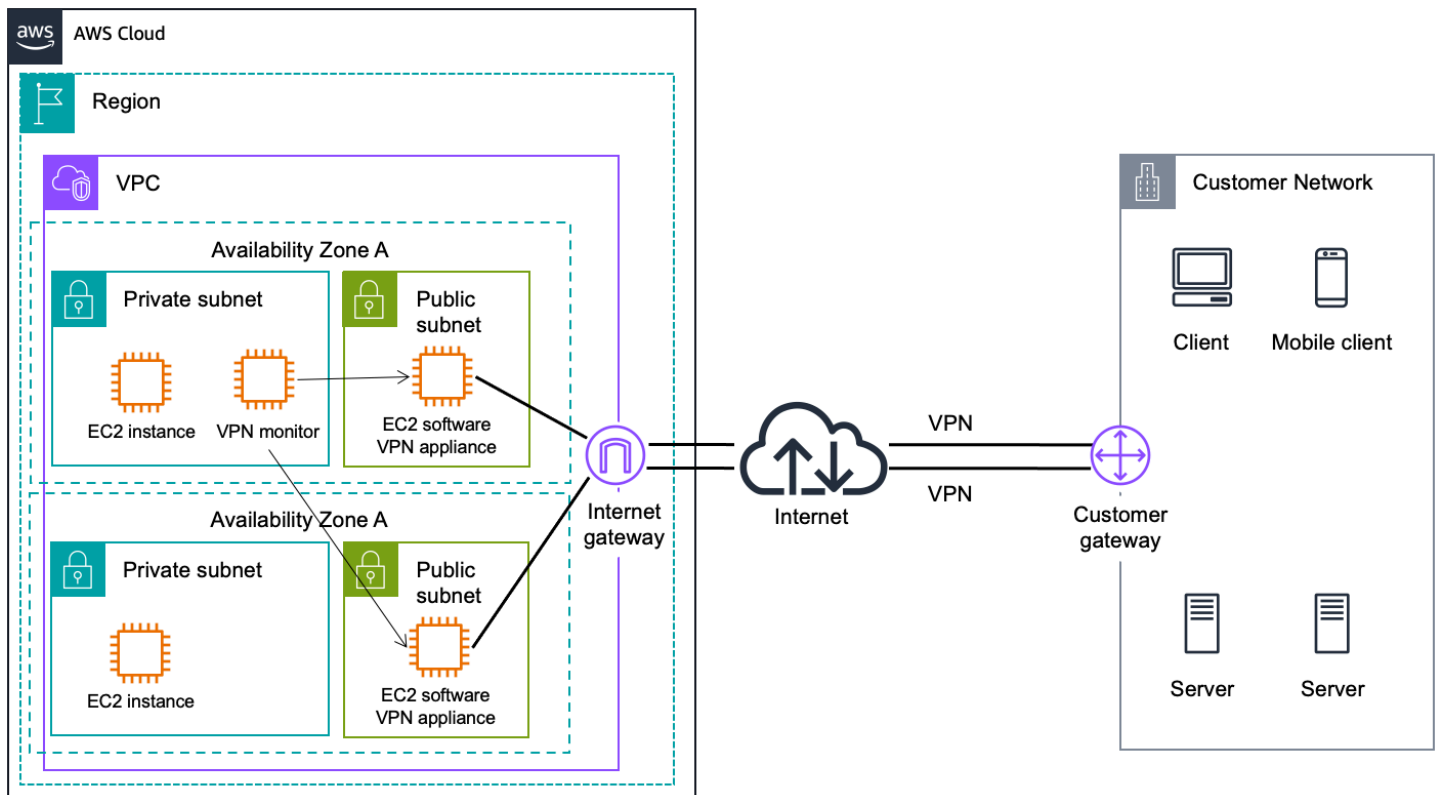 aws
AWS Cloud
Region
VPC
Availability Zone A
Private subnet
Public
subnet
EC2 instance
VPN monitor
EC2 software
VPN appliance
Availability Zone A
Private subnet
Public
subnet
EC2 instance
EC2 software
VPN appliance
Internet
gateway
Internet
VPN
VPN
Customer
gateway
Customer Network
Client
Mobile client
Server
Server